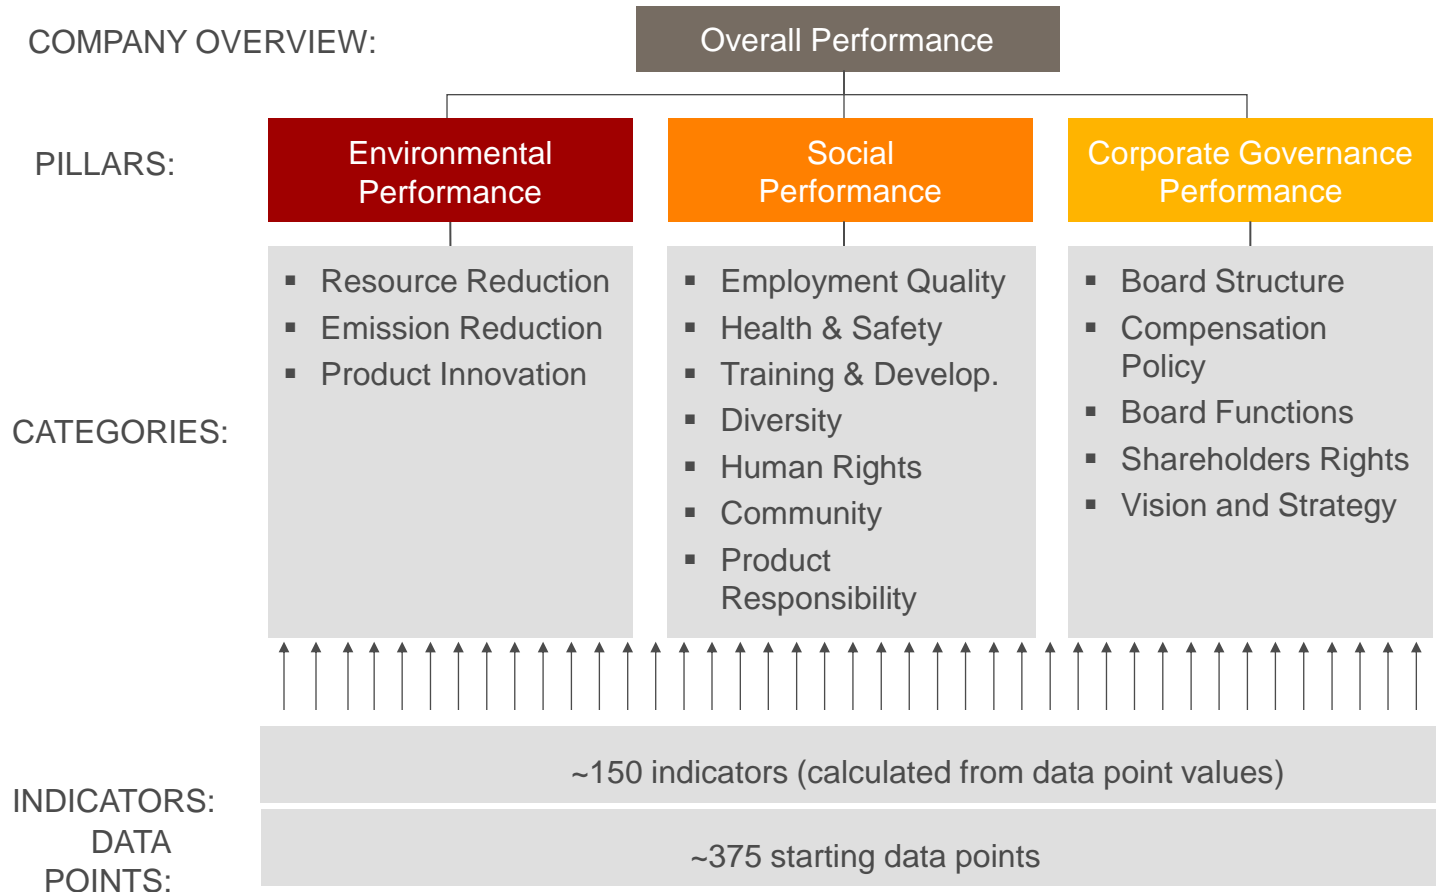 COMPANY OVERVIEW:
Overall Performance
PILLARS:
Environmental
Performance
Social
Performance
Corporate Governance
Performance
CATEGORIES:
▪ Resource Reduction
▪ Emission Reduction
▪ Product Innovation
▪ Employment Quality
▪ Health & Safety
▪ Training & Develop.
▪ Diversity
▪ Human Rights
▪ Community
▪ Product
Responsibility
▪ Board Structure
▪ Compensation
Policy
▪ Board Functions
▪ Shareholders Rights
▪ Vision and Strategy
INDICATORS:
~150 indicators (calculated from data point values)
DATA
POINTS:
~375 starting data points